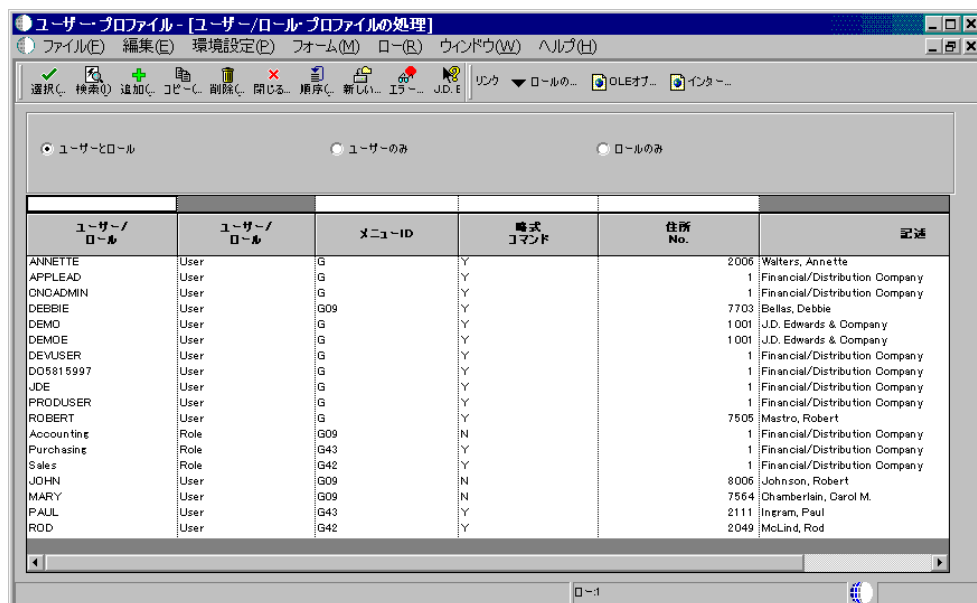 ユーザー・プロファイル - [ユーザー/ロール・プロファイルの処理]
ファイル(F) 編集(E) 環境設定(P) フォーム(M) ロー(R) ウィンドウ(W) ヘルプ(H)
選択(... 検索(I) 追加(... コピー(... 削除(... 閉じる... 順序(... 新しい... エラー... J.D. E リンク ロールの... OLEオブ... インター...
ユーザーとロール ユーザーのみ ロールのみ
ユーザー/ロール ユーザー/ロール メニューID 略式コマンド 住所No. 記述
ANNETTE User G Y 2006 Walters, Annette
APPLEAD User G Y 1 Financial/Distribution Company
CNCADMIN User G Y 1 Financial/Distribution Company
DEBBIE User G09 Y 7703 Bellas, Debbie
DEMO User G Y 1001 J.D. Edwards & Company
DEMOE User G Y 1001 J.D. Edwards & Company
DEVUSER User G Y 1 Financial/Distribution Company
DO5815997 User G Y 1 Financial/Distribution Company
JDE User G Y 1 Financial/Distribution Company
PRODUSER User G Y 1 Financial/Distribution Company
ROBERT User G Y 7505 Mastro, Robert
Accounting Role G09 N 1 Financial/Distribution Company
Purchasing Role G43 Y 1 Financial/Distribution Company
Sales Role G42 Y 1 Financial/Distribution Company
JOHN User G09 N 8006 Johnson, Robert
MARY User G09 N 7564 Chamberlain, Carol M.
PAUL User G43 Y 2111 Ingram, Paul
ROD User G42 Y 2049 McLind, Rod
ロー:1